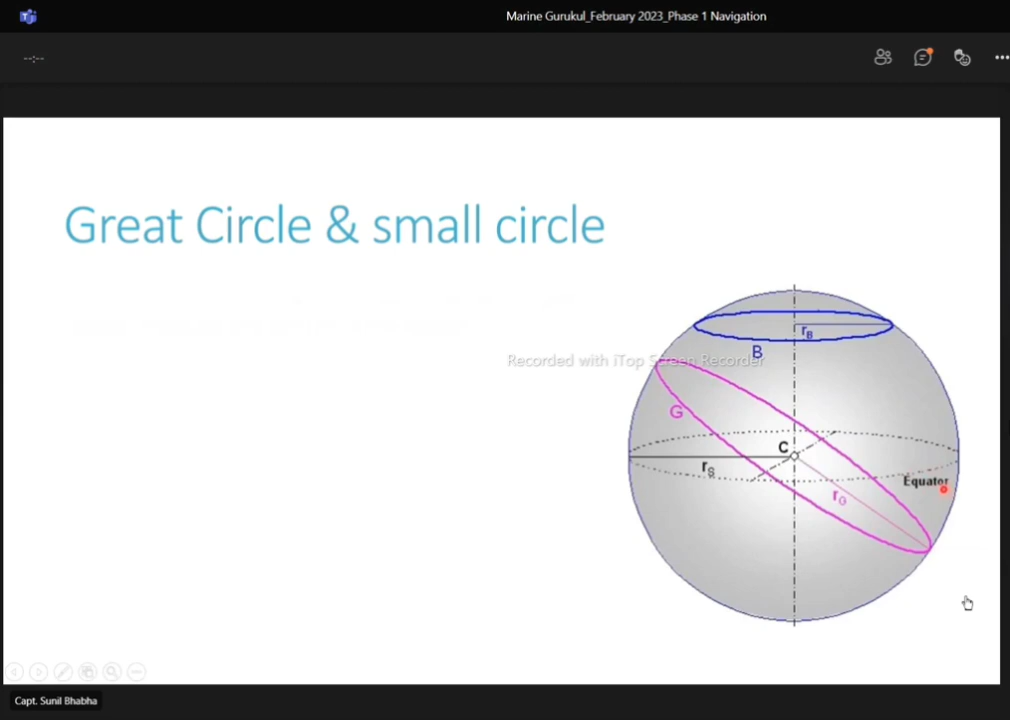 Marine Gurukul_February 2023_Phase 1 Navigation
--:--
Great Circle & small circle
rB
B
Recorded with iTop Screen Recorder
G
C
rS
Equator
rG
Capt. Sunil Bhabha